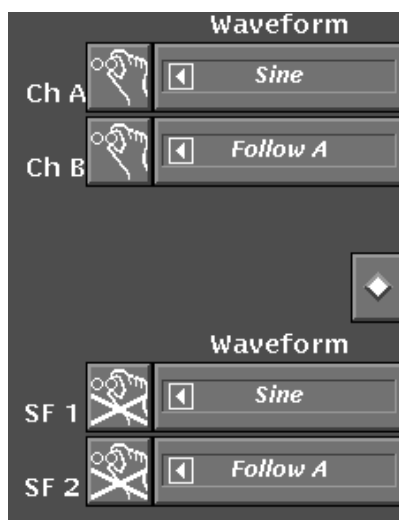 Waveform
Ch A Sine
Ch B Follow A
Waveform
SF 1 Sine
SF 2 Follow A